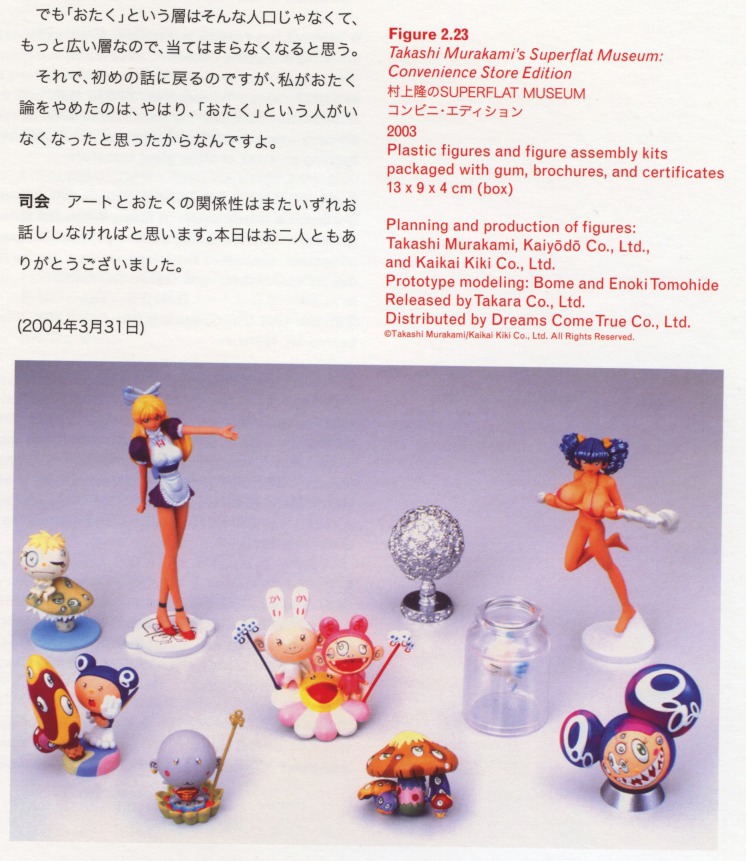 でも「おたく」という層はそんな人口じゃなくて、
もっと広い層なので、当てはまらなくなると思う。
それで、初めの話に戻るのですが、私がおたく
論をやめたのは、やはり、「おたく」という人がい
なくなったと思ったからなんですよ。
司会　アートとおたくの関係性はまたいずれお
話ししなければと思います。本日はお二人ともあ
りがとうございました。
(2004年3月31日)
Figure 2.23
Takashi Murakami's Superflat Museum:
Convenience Store Edition
村上隆のSUPERFLAT MUSEUM
コンビニ・エディション
2003
Plastic figures and figure assembly kits
packaged with gum, brochures, and certificates
13 x 9 x 4 cm (box)
Planning and production of figures:
Takashi Murakami, Kaiyōdō Co., Ltd.,
and Kaikai Kiki Co., Ltd.
Prototype modeling: Bome and Enoki Tomohide
Released by Takara Co., Ltd.
Distributed by Dreams Come True Co., Ltd.
©Takashi Murakami/Kaikai Kiki Co., Ltd. All Rights Reserved.
か い